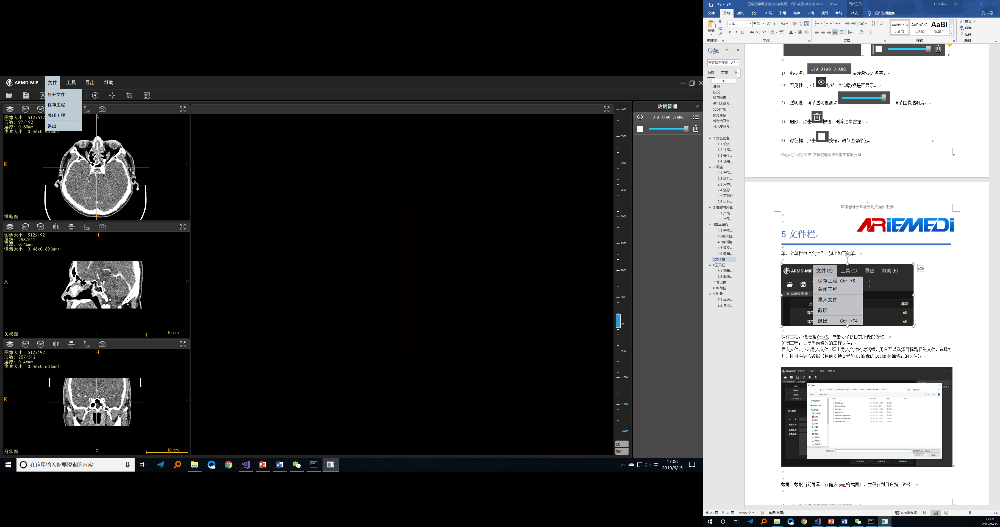 ARMD-MIP 文件 工具 导出 帮助
打开文件
保存工程
关闭工程
退出
图像大小: 512x512
层数: 97/192
层厚: 0.60mm
像素大小: 0.46x0.46(mm)
A
R
L
P
横断面
图像大小: 512x192
层数: 258/512
层厚: 0.46mm
像素大小: 0.46x0.60(mm)
H
A
P
F
矢状面
10 cm
图像大小: 512x192
层数: 257/512
层厚: 0.46mm
像素大小: 0.46x0.60(mm)
H
R
L
F
冠状面
10 cm
4000
3500
3000
2500
2000
1500
1000
500
0
-500
-1000
-1500
-2000
50
250
数据管理
JIA XIAO JIANG
在这里输入你要搜索的内容
中
17:06
2019/6/15
医学影像可视化分析系统用户操作手册-修改版.docx - Word 图片工具 Leo tian
文件 开始 插入 设计 布局 引用 邮件 审阅 视图 帮助 格式 操作说明搜索 共享
粘贴
宋体 五号
AaBbCcDi AaBbCcD AaBb
正文 无间隔 标题 1
查找
替换
选择
剪贴板 字体 段落 样式 编辑
导航
在文档中搜索
标题 页面 结
说明
版权
适用范围
使用人群及...
知识产权
服务承诺
销售商及售...
技术支持及...
1 安全信息...
1.1 设计...
1.2 注意...
1.3 安全...
1.4 使用...
2 概述
2.1 产品...
2.2 软件...
2.3 用户...
2.4 消息
2.5 可靠性
2.6 运行...
3 安装与卸载
3.1 产品...
3.2 产品...
4基本操作
4.1 基本...
4.2软件登...
4.3病例管...
4.5 渲染...
4.6 数据...
5文件栏
6工具栏
6.1 测量...
6.2 图像...
7 导出栏
8 帮助栏
9 附录
9.1 本说...
9.2 专业...
1) 数据名: JIA XIAO JIANG 显示数据的名字。
2) 可见性: 点击按钮, 控制数据是否显示。
3) 透明度: 调节透明度滑块, 调节图像透明度。
4) 删除: 点击按钮, 删除选中数据。
5) 颜色框: 点击按钮, 调节图像颜色。
Copyright (©) 2019 艾瑞迈迪科技石家庄有限公司
医学影像处理软件用户操作手册
ARiEMEDi
5 文件栏
单击菜单栏中“文件”, 弹出如下菜单:
ARMD-MIP 文件(F) 工具(T) 导出 帮助(H)
保存工程 Ctrl+S
关闭工程
DICOM查看器
导入文件
年龄
截屏
65
退出 Ctrl+F4
65
保存工程: 快捷键 Ctr+S, 单击可保存目前所做的修改;
关闭工程: 关闭当前修改的工程文件;
导入文件: 点击导入文件, 弹出导入文件的对话框, 用户可以选择目标路径的文件, 选择打
开, 即可将导入数据 (目前支持 X 光和 CT 影像的 DICOM 标准格式的文件);
ARMD-MIP 文件(F) 工具(T) 导出 帮助(H)
Open
MitkCore
PatientData
plugins
resources
system-help-web
translations
截屏: 截取当前屏幕, 存储为 png 格式图片, 并保存到用户指定路径;
第 23 页, 共 31 页 6955 个字 英语(美国) 显示器设置 113%
17:06
2019/6/15